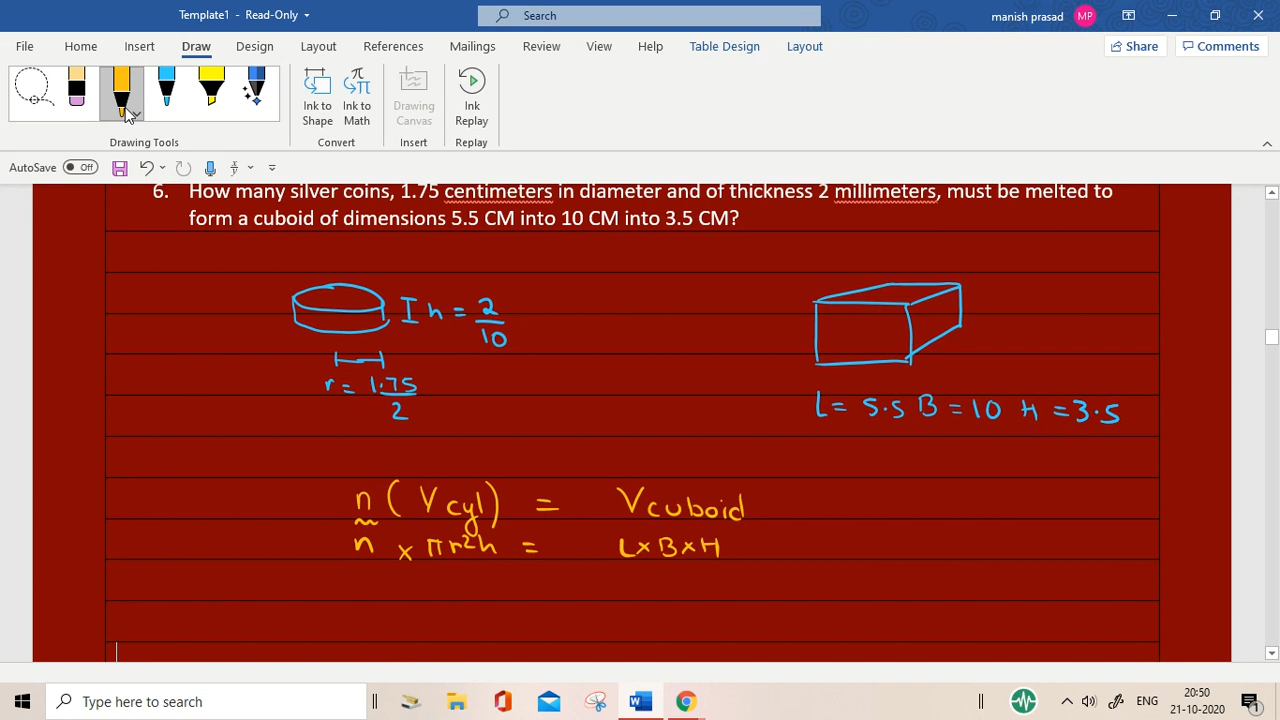 Template1 - Read-Only
Search
manish prasad
MP
File Home Insert Draw Design Layout References Mailings Review View Help Table Design Layout
Share
Comments
Ink to Shape
Ink to Math
Drawing Canvas
Ink Replay
Drawing Tools
Convert
Insert
Replay
AutoSave Off
6. How many silver coins, 1.75 centimeters in diameter and of thickness 2 millimeters, must be melted to
form a cuboid of dimensions 5.5 CM into 10 CM into 3.5 CM?
h = 2/10
r = 1.75/2
L = 5.5 B = 10 H = 3.5
n ( V cyl ) = V cuboid
n × πr²h = L×B×H
Type here to search
ENG
20:50
21-10-2020
1